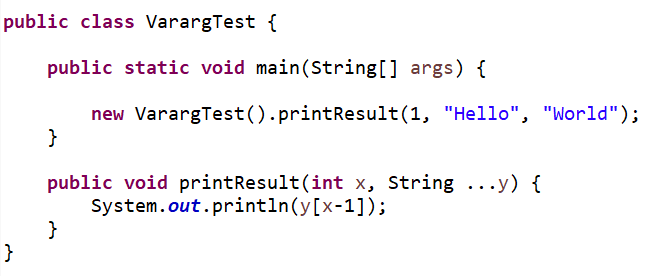 public class VarargTest {
public static void main(String[] args) {
new VarargTest().printResult(1, "Hello", "World");
}
public void printResult(int x, String ...y) {
System.out.println(y[x-1]);
}
}